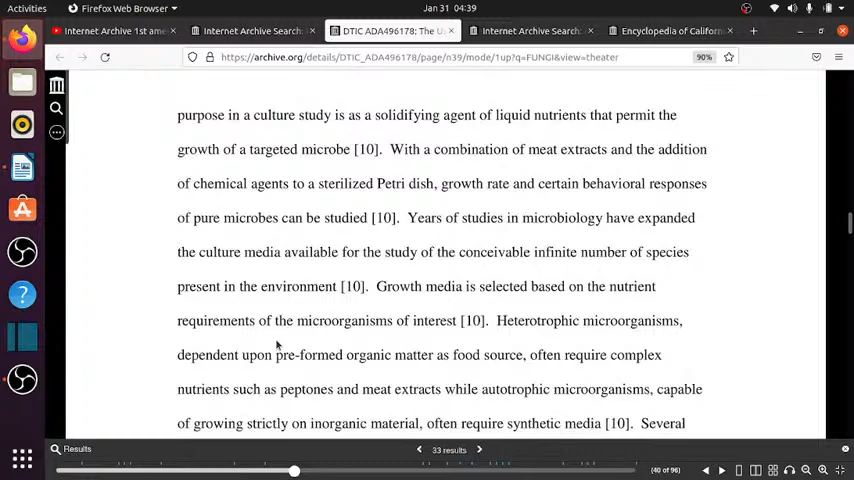 Activities
Firefox Web Browser
Jan 31 04:39
Internet Archive 1st ame
Internet Archive Search:
DTIC ADA496178: The U
Internet Archive Search:
Encyclopedia of Californ
https://archive.org/details/DTIC_ADA496178/page/n39/mode/1up?q=FUNGI&view=theater
90%
purpose in a culture study is as a solidifying agent of liquid nutrients that permit the
growth of a targeted microbe [10]. With a combination of meat extracts and the addition
of chemical agents to a sterilized Petri dish, growth rate and certain behavioral responses
of pure microbes can be studied [10]. Years of studies in microbiology have expanded
the culture media available for the study of the conceivable infinite number of species
present in the environment [10]. Growth media is selected based on the nutrient
requirements of the microorganisms of interest [10]. Heterotrophic microorganisms,
dependent upon pre-formed organic matter as food source, often require complex
nutrients such as peptones and meat extracts while autotrophic microorganisms, capable
of growing strictly on inorganic material, often require synthetic media [10]. Several
Results
33 results
(40 of 96)